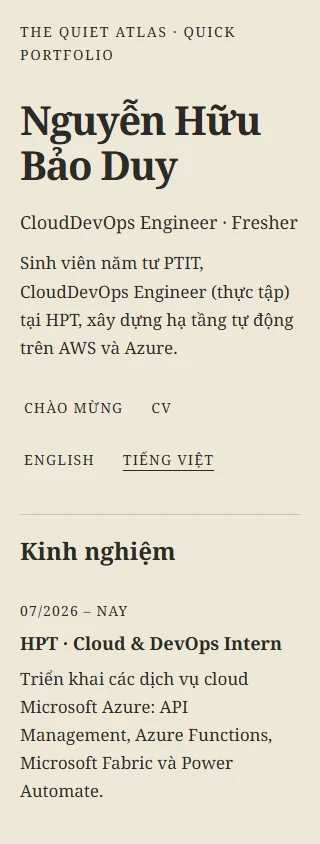 THE QUIET ATLAS · QUICK
PORTFOLIO
Nguyễn Hữu
Bảo Duy
CloudDevOps Engineer · Fresher
Sinh viên năm tư PTIT,
CloudDevOps Engineer (thực tập)
tại HPT, xây dựng hạ tầng tự động
trên AWS và Azure.
CHÀO MỪNG CV
ENGLISH TIẾNG VIỆT
Kinh nghiệm
07/2026 – NAY
HPT · Cloud & DevOps Intern
Triển khai các dịch vụ cloud
Microsoft Azure: API
Management, Azure Functions,
Microsoft Fabric và Power
Automate.